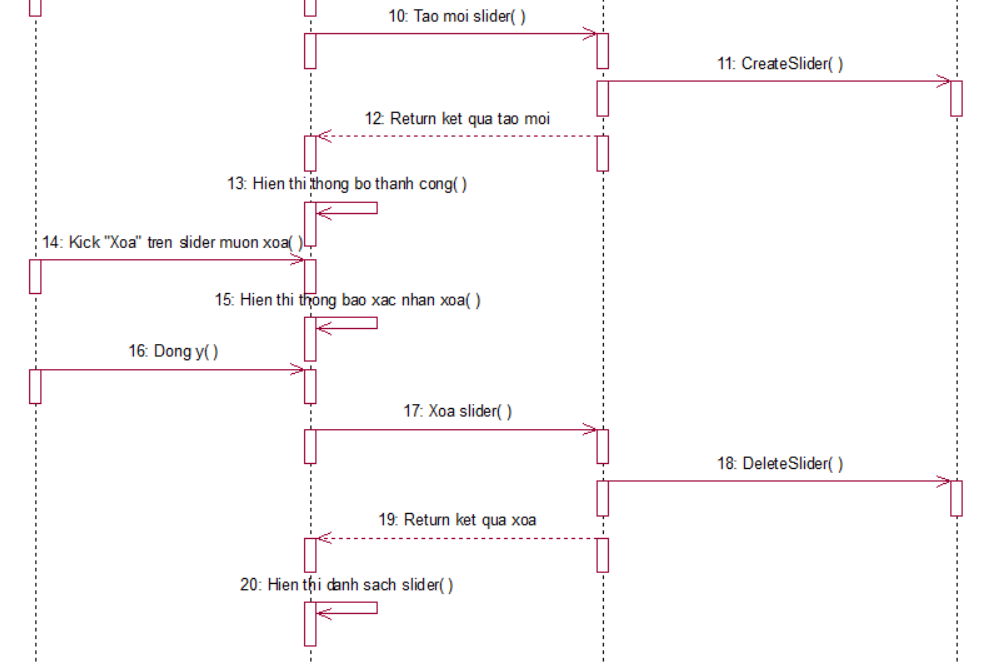 10: Tao moi slider( )
11: CreateSlider( )
12: Return ket qua tao moi
13: Hien thi thong bo thanh cong( )
14: Kick "Xoa" tren slider muon xoa( )
15: Hien thi thong bao xac nhan xoa( )
16: Dong y( )
17: Xoa slider( )
18: DeleteSlider( )
19: Return ket qua xoa
20: Hien thi danh sach slider( )